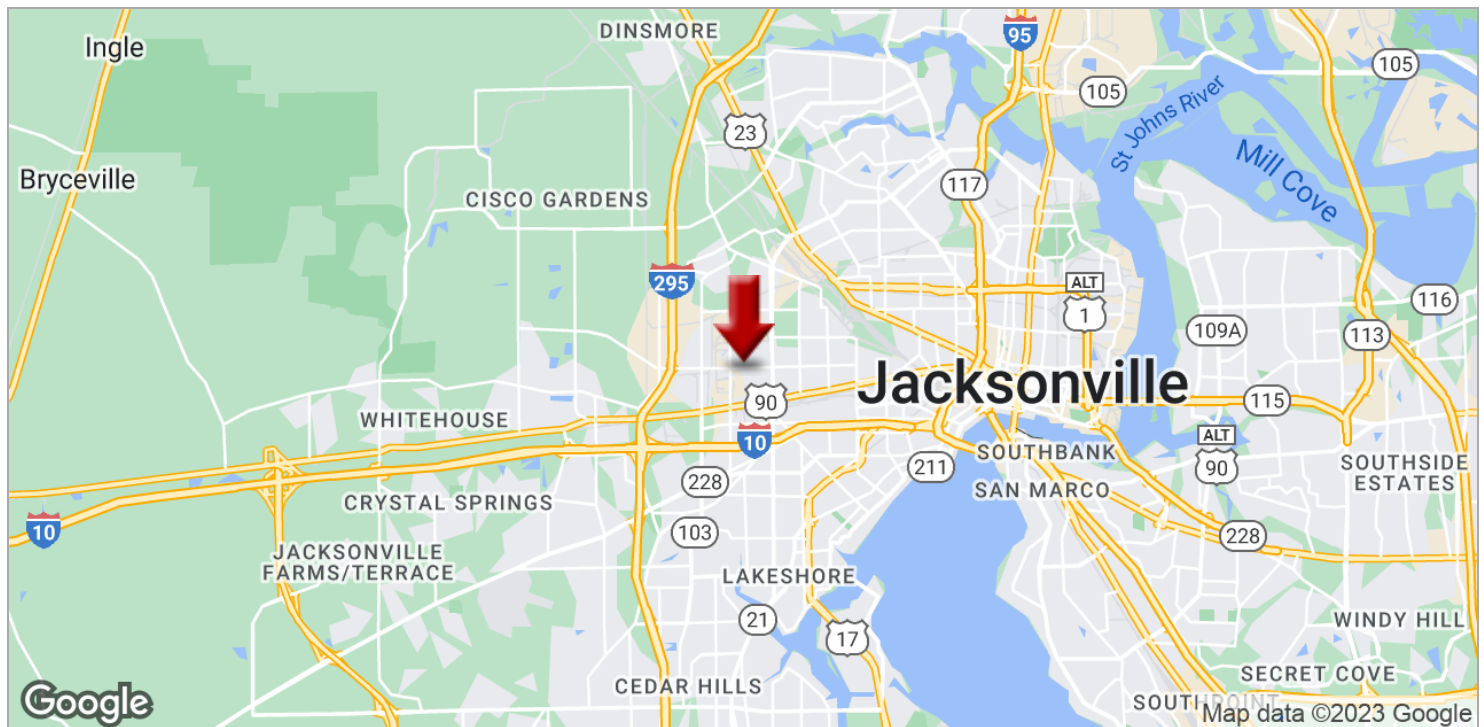 DINSMORE
95
Ingle
105
105
St Johns River
23
Mill Cove
Bryceville
117
CISCO GARDENS
295
ALT
1
116
109A
113
Jacksonville
90
115
WHITEHOUSE
ALT
90
10
SOUTHBANK
211
SOUTHSIDE
ESTATES
228
SAN MARCO
CRYSTAL SPRINGS
10
103
228
JACKSONVILLE
FARMS/TERRACE
LAKESHORE
21
17
WINDY HILL
SECRET COVE
CEDAR HILLS
SOUTHPOINT
Google
Map data ©2023 Google